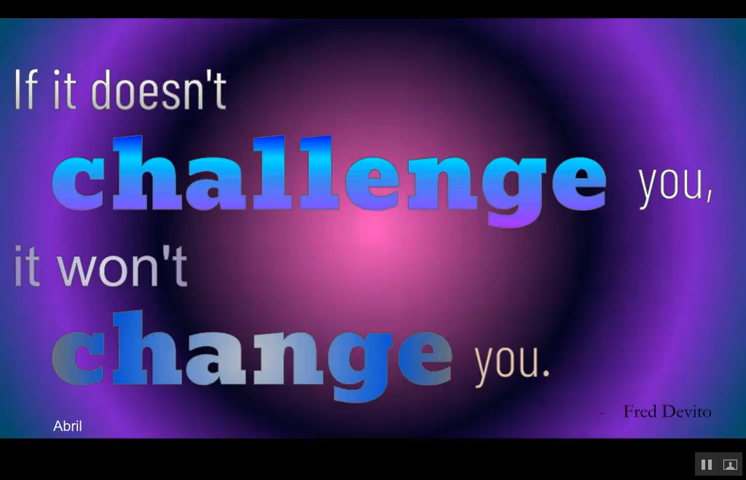 If it doesn't
challenge you,
it won't
change you.
- Fred Devito
Abril